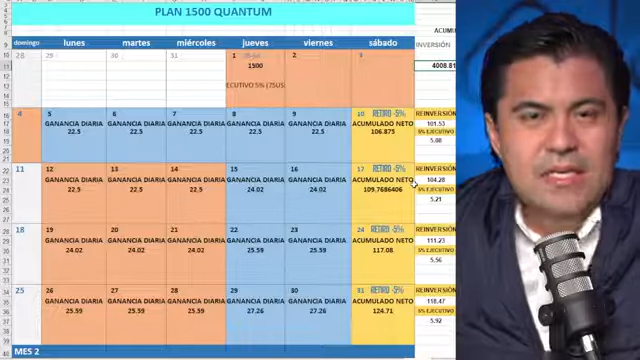 PLAN 1500 QUANTUM
ACUMU
domingo lunes martes miércoles jueves viernes sábado INVERSIÓN
28 29 30 31 1 2 3
1500 4008.81
ECUTIVO 5% (75US
4 5 6 7 8 9 10 RETIRO -5% REINVERSIÓN
GANANCIA DIARIA GANANCIA DIARIA GANANCIA DIARIA GANANCIA DIARIA GANANCIA DIARIA ACUMULADO NETO 101.53
22.5 22.5 22.5 22.5 22.5 106.875 5% EJECUTIVO
5.08
11 12 13 14 15 16 17 RETIRO -5% REINVERSIÓN
GANANCIA DIARIA GANANCIA DIARIA GANANCIA DIARIA GANANCIA DIARIA GANANCIA DIARIA ACUMULADO NETO 104.28
22.5 22.5 22.5 24.02 24.02 109.7686406 5% EJECUTIVO
5.21
18 19 20 21 22 23 24 RETIRO -5% REINVERSIÓN
GANANCIA DIARIA GANANCIA DIARIA GANANCIA DIARIA GANANCIA DIARIA GANANCIA DIARIA ACUMULADO NETO 111.23
24.02 24.02 24.02 25.59 25.59 117.08 5% EJECUTIVO
5.56
25 26 27 28 29 30 31 RETIRO -5% REINVERSIÓN
GANANCIA DIARIA GANANCIA DIARIA GANANCIA DIARIA GANANCIA DIARIA GANANCIA DIARIA ACUMULADO NETO 118.47
25.59 25.59 25.59 27.26 27.26 124.71 5% EJECUTIVO
5.92
MES 2